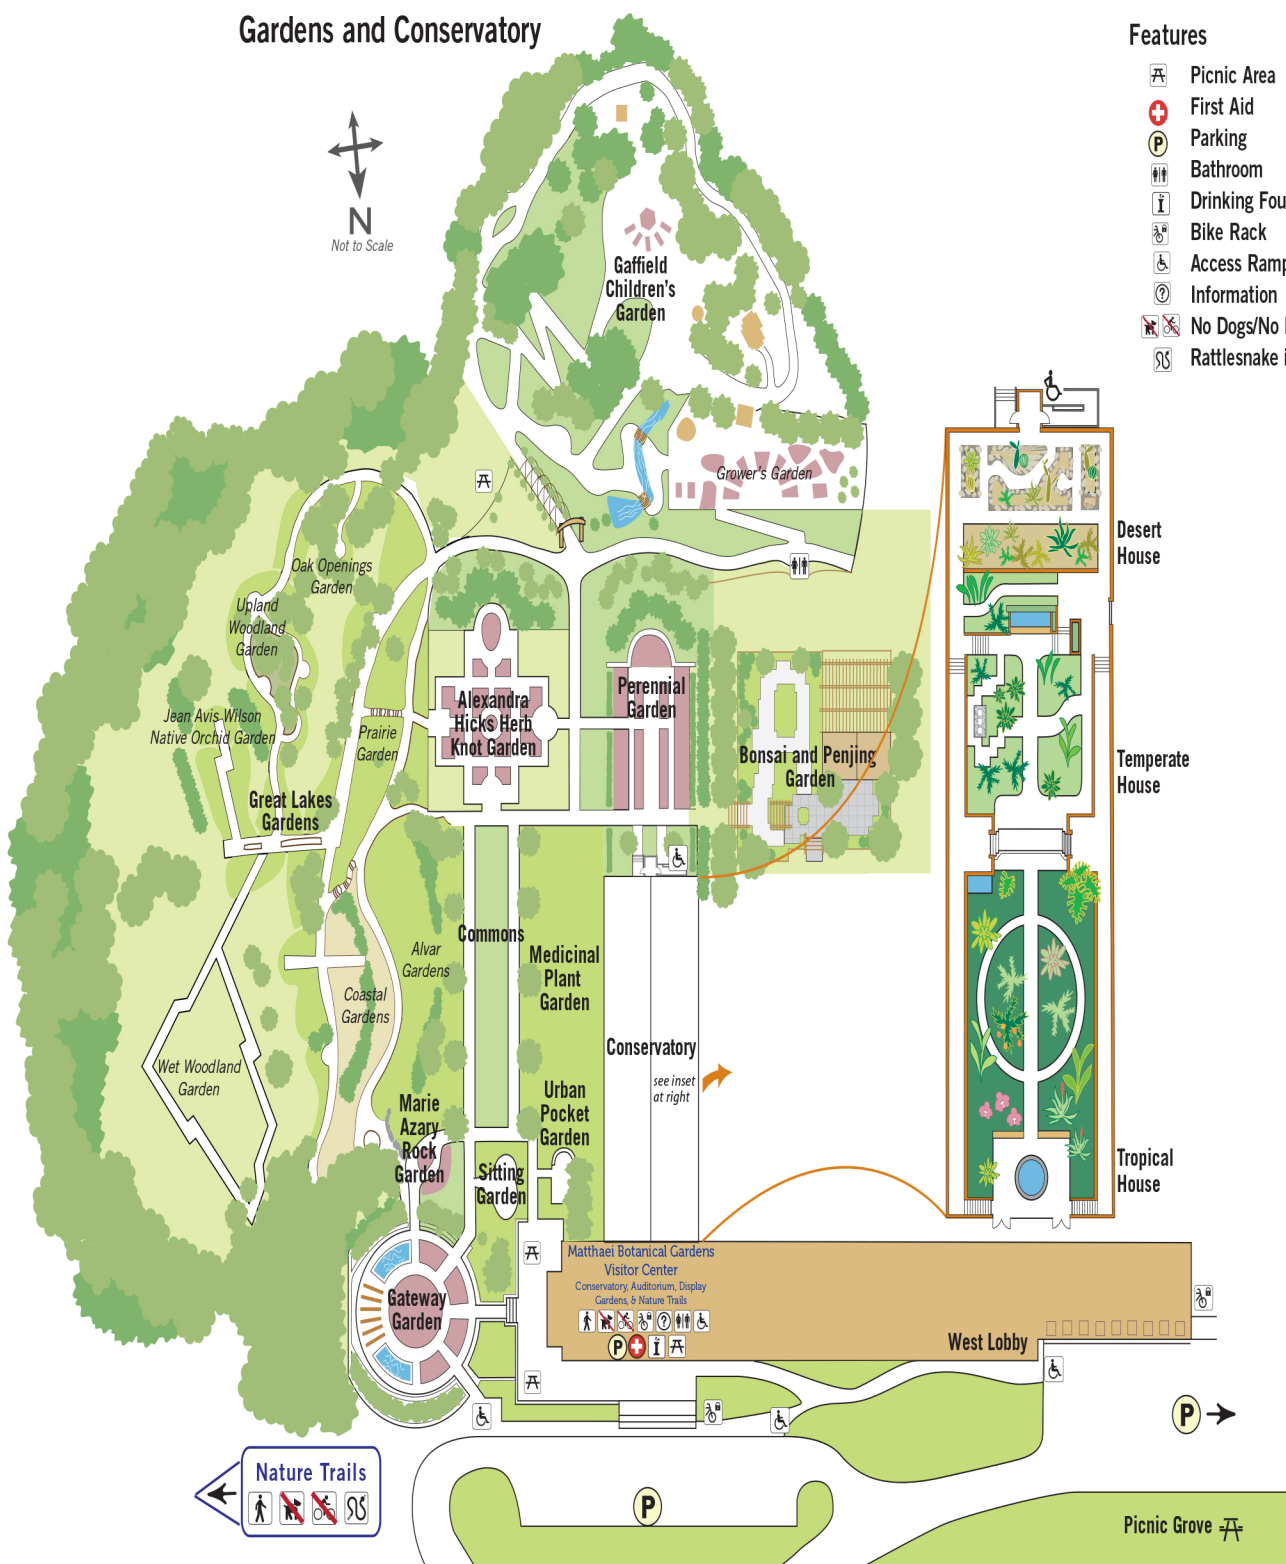 Gardens and Conservatory
Features
Picnic Area
First Aid
P
Parking
Bathroom
Drinking Fou
Bike Rack
Access Ramp
?
Information
No Dogs/No
Rattlesnake i
N
Not to Scale
Gaffield
Children's
Garden
Grower's Garden
Oak Openings
Garden
Upland
Woodland
Garden
Jean Avis Wilson
Native Orchid Garden
Prairie
Garden
Great Lakes
Gardens
Alexandra
Hicks Herb
Knot Garden
Perennial
Garden
Bonsai and Penjing
Garden
Desert
House
Temperate
House
Tropical
House
Commons
Alvar
Gardens
Coastal
Gardens
Medicinal
Plant
Garden
Wet Woodland
Garden
Conservatory
see inset
at right
Urban
Pocket
Garden
Marie
Azary
Rock
Garden
Sitting
Garden
Gateway
Garden
Matthaei Botanical Gardens
Visitor Center
Conservatory, Auditorium, Display
Gardens, & Nature Trails
?
P
West Lobby
P
Nature Trails
P
Picnic Grove